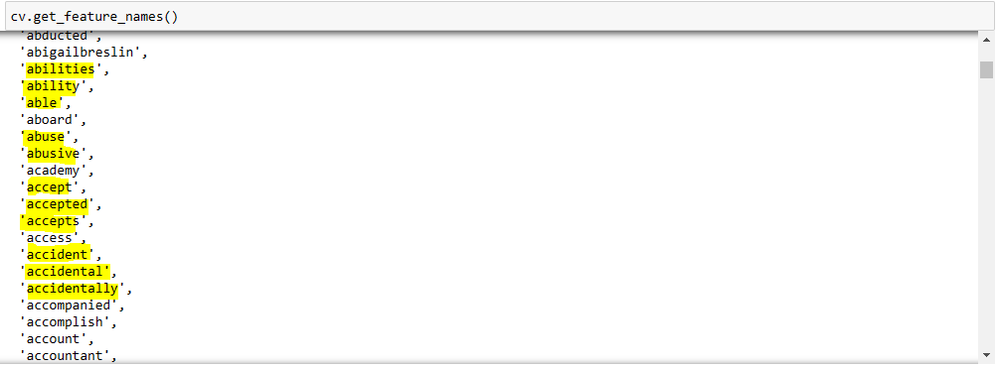 cv.get_feature_names()
'abducted',
'abigailbreslin',
'abilities',
'ability',
'able',
'aboard',
'abuse',
'abusive',
'academy',
'accept',
'accepted',
'accepts',
'access',
'accident',
'accidental',
'accidentally',
'accompanied',
'accomplish',
'account',
'accountant',